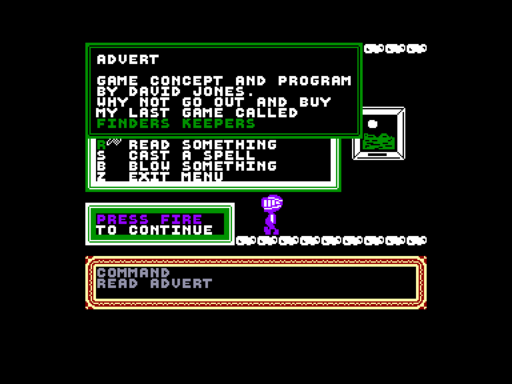 ADVERT
GAME CONCEPT AND PROGRAM
BY DAVID JONES.
WHY NOT GO OUT AND BUY
MY LAST GAME CALLED
FINDERS KEEPERS
R READ SOMETHING
S CAST A SPELL
B BLOW SOMETHING
Z EXIT MENU
PRESS FIRE
TO CONTINUE
COMMAND
READ ADVERT